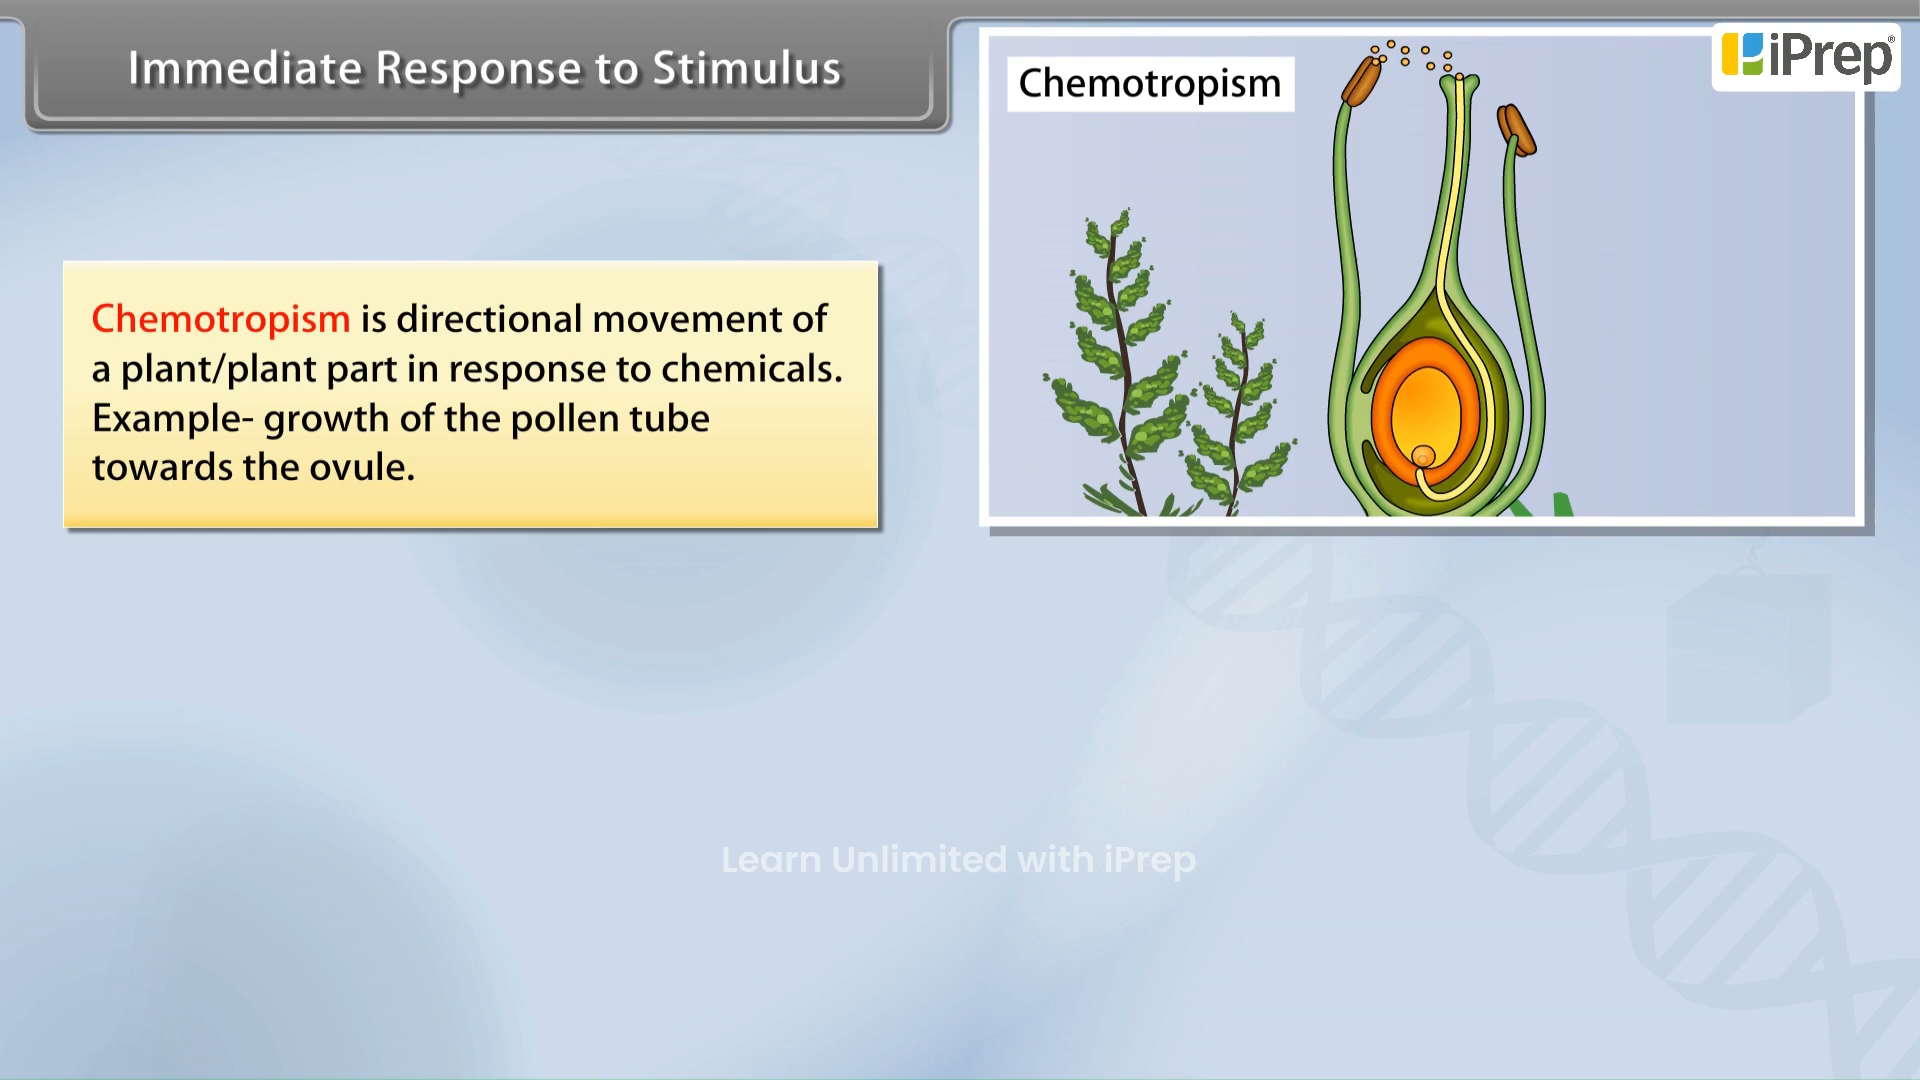 Immediate Response to Stimulus
Chemotropism
iPrep®
Chemotropism is directional movement of
a plant/plant part in response to chemicals.
Example- growth of the pollen tube
towards the ovule.
Learn Unlimited with iPrep